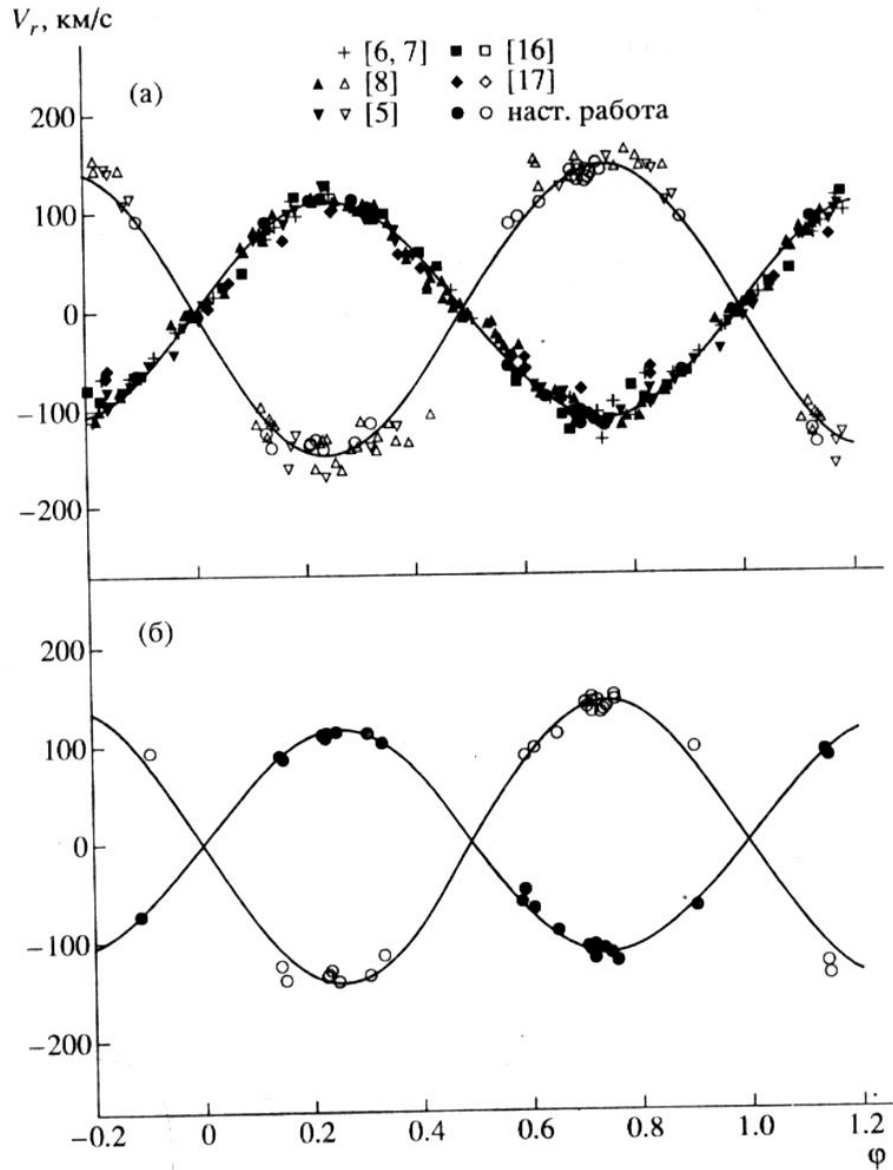 V_r, км/с
+ [6, 7] ■ □ [16]
▲ △ [8] ◆ ◇ [17]
▼ ▽ [5] ● ○ наст. работа
(а)
200
100
0
−100
−200
(б)
200
100
0
−100
−200
−0.2 0 0.2 0.4 0.6 0.8 1.0 1.2
φ